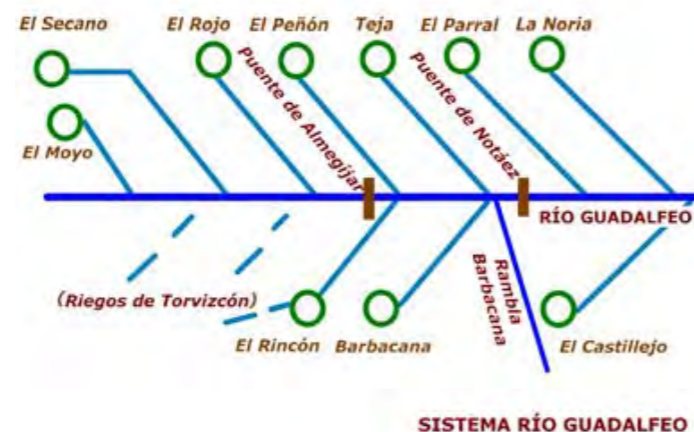 El Secano
El Rojo
El Peñón
Teja
El Parral
La Noria
El Moyo
Puente de Almegíjar
Puente de Notáez
RÍO GUADALFEO
(Riegos de Torvizcón)
Rambla
Barbacana
El Rincón
Barbacana
El Castillejo
SISTEMA RÍO GUADALFEO